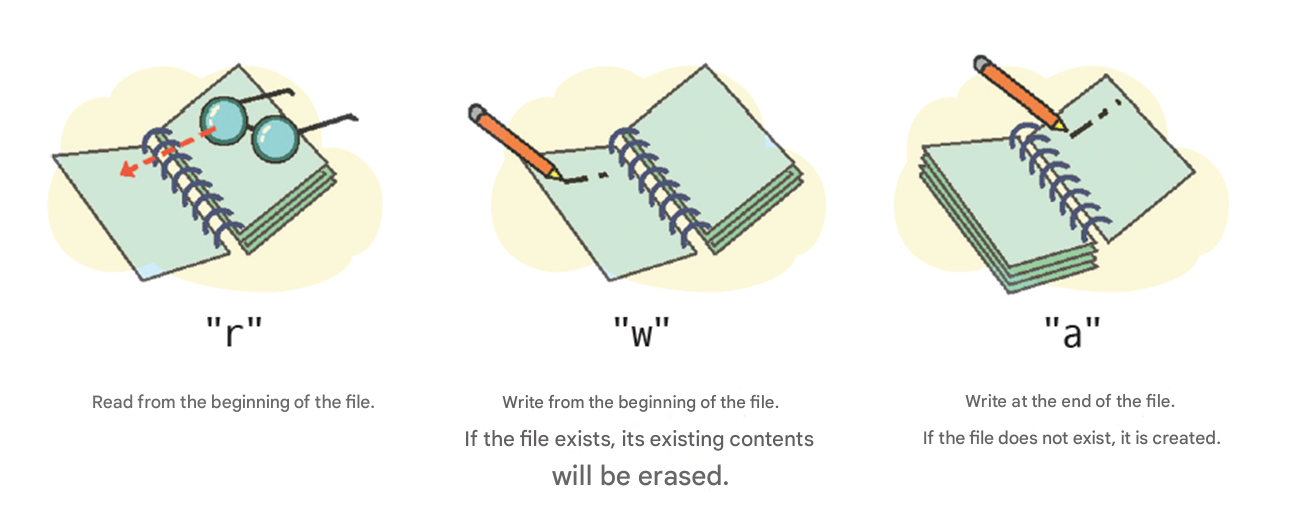 "r"
Read from the beginning of the file.
"w"
Write from the beginning of the file.
If the file exists, its existing contents
will be erased.
"a"
Write at the end of the file.
If the file does not exist, it is created.